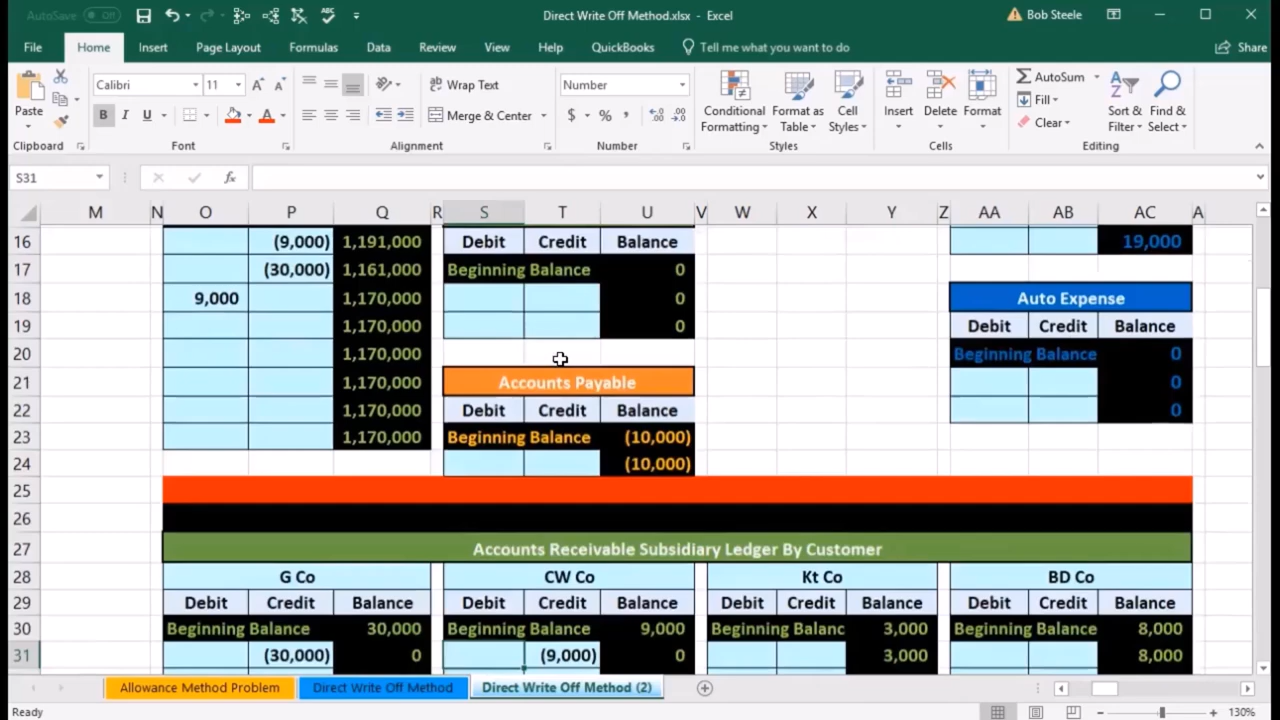 AutoSave Off Direct Write Off Method.xlsx - Excel Bob Steele
File Home Insert Page Layout Formulas Data Review View Help QuickBooks Tell me what you want to do Share
Paste Calibri 11 Wrap Text Number Conditional Format as Cell Insert Delete Format AutoSum Sort & Find &
Merge & Center $ % Formatting Table Styles Fill Filter Select
Clear
Clipboard Font Alignment Number Styles Cells Editing
S31 fx
M N O P Q R S T U V W X Y Z AA AB AC A
16 (9,000) 1,191,000 Debit Credit Balance 19,000
17 (30,000) 1,161,000 Beginning Balance 0
18 9,000 1,170,000 0 Auto Expense
19 1,170,000 0 Debit Credit Balance
20 1,170,000 Beginning Balance 0
21 1,170,000 Accounts Payable 0
22 1,170,000 Debit Credit Balance 0
23 1,170,000 Beginning Balance (10,000)
24 (10,000)
25
26
27 Accounts Receivable Subsidiary Ledger By Customer
28 G Co CW Co Kt Co BD Co
29 Debit Credit Balance Debit Credit Balance Debit Credit Balance Debit Credit Balance
30 Beginning Balance 30,000 Beginning Balance 9,000 Beginning Balanc 3,000 Beginning Balance 8,000
31 (30,000) 0 (9,000) 0 3,000 8,000
Allowance Method Problem Direct Write Off Method Direct Write Off Method (2)
Ready 130%